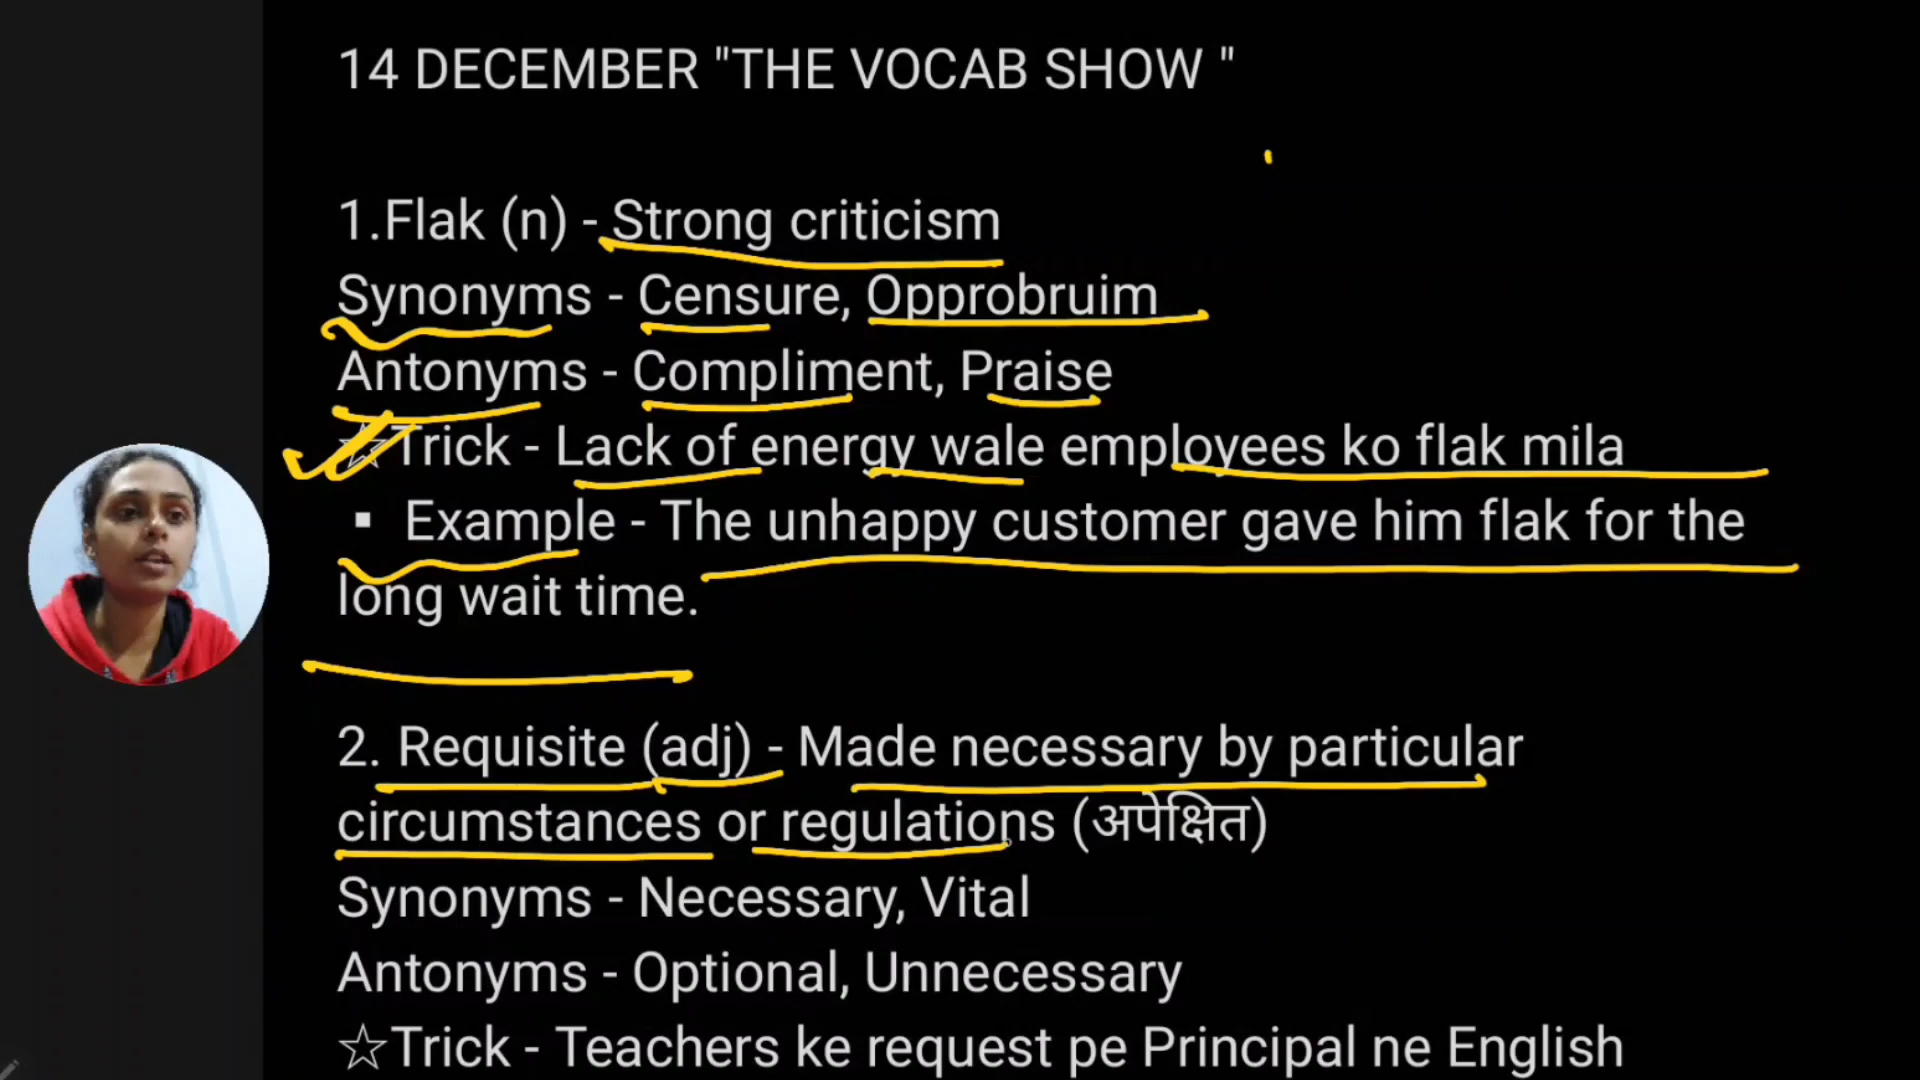 14 DECEMBER "THE VOCAB SHOW "
1.Flak (n) - Strong criticism
Synonyms - Censure, Opprobruim
Antonyms - Compliment, Praise
☆Trick - Lack of energy wale employees ko flak mila
▪ Example - The unhappy customer gave him flak for the
long wait time.
2. Requisite (adj) - Made necessary by particular
circumstances or regulations (अपेक्षित)
Synonyms - Necessary, Vital
Antonyms - Optional, Unnecessary
☆Trick - Teachers ke request pe Principal ne English